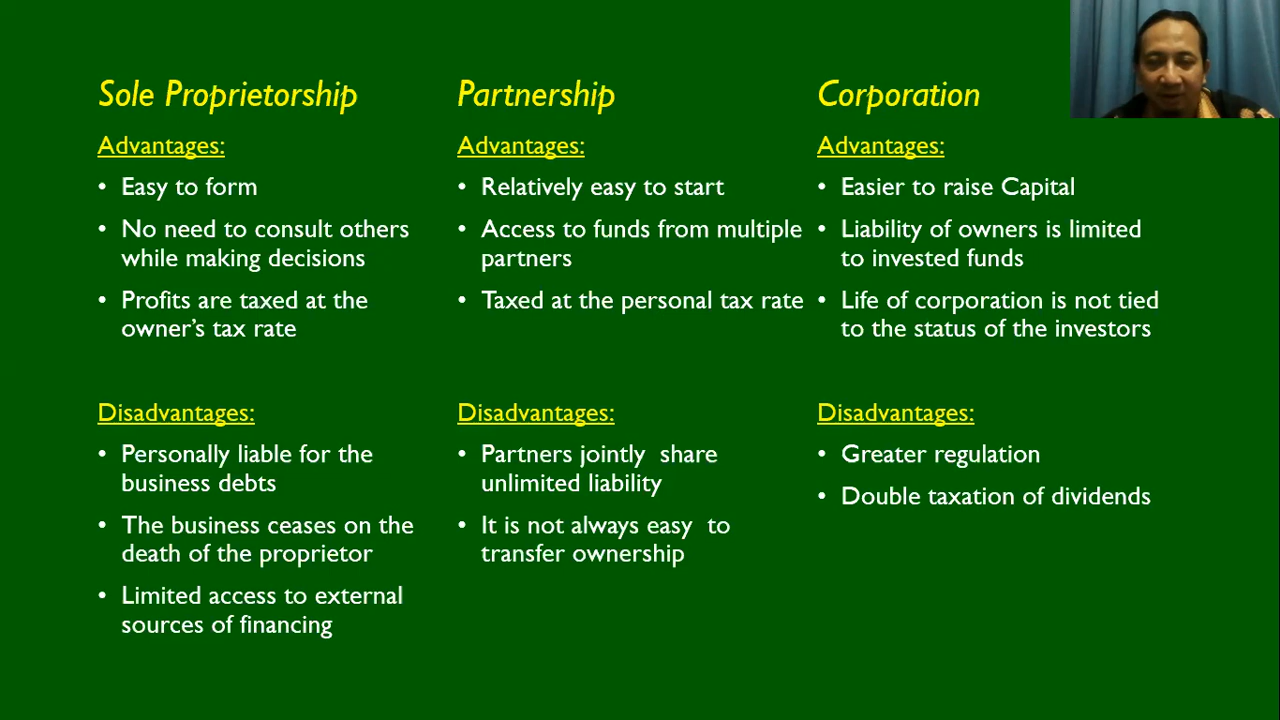 Sole Proprietorship
Advantages:
• Easy to form
• No need to consult others
while making decisions
• Profits are taxed at the
owner's tax rate
Disadvantages:
• Personally liable for the
business debts
• The business ceases on the
death of the proprietor
• Limited access to external
sources of financing
Partnership
Advantages:
• Relatively easy to start
• Access to funds from multiple
partners
• Taxed at the personal tax rate
Disadvantages:
• Partners jointly  share
unlimited liability
• It is not always easy  to
transfer ownership
Corporation
Advantages:
• Easier to raise Capital
• Liability of owners is limited
to invested funds
• Life of corporation is not tied
to the status of the investors
Disadvantages:
• Greater regulation
• Double taxation of dividends